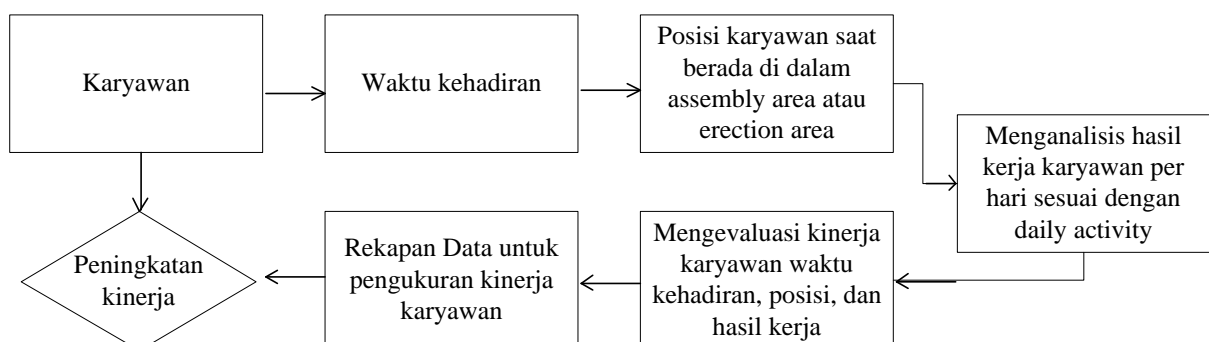 Karyawan
Waktu kehadiran
Posisi karyawan saat
berada di dalam
assembly area atau
erection area
Menganalisis hasil
kerja karyawan per
hari sesuai dengan
daily activity
Mengevaluasi kinerja
karyawan waktu
kehadiran, posisi, dan
hasil kerja
Rekapan Data untuk
pengukuran kinerja
karyawan
Peningkatan
kinerja